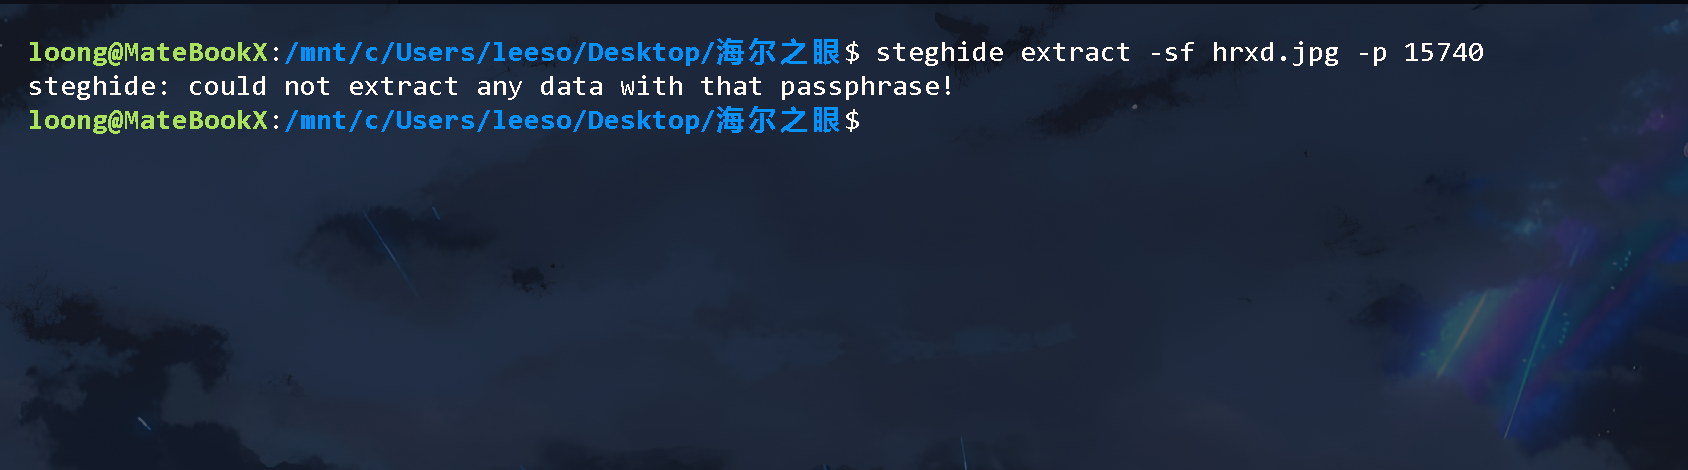 loong@MateBookX:/mnt/c/Users/leeso/Desktop/海尔之眼$ steghide extract -sf hrxd.jpg -p 15740
steghide: could not extract any data with that passphrase!
loong@MateBookX:/mnt/c/Users/leeso/Desktop/海尔之眼$